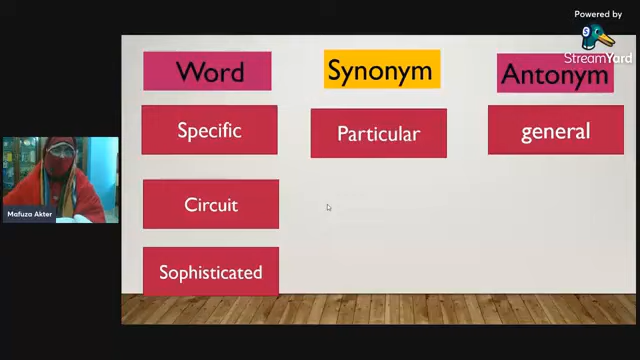 Powered by
S
StreamYard
Word
Synonym
Antonym
Specific
Particular
general
Circuit
Sophisticated
Mafuza Akter